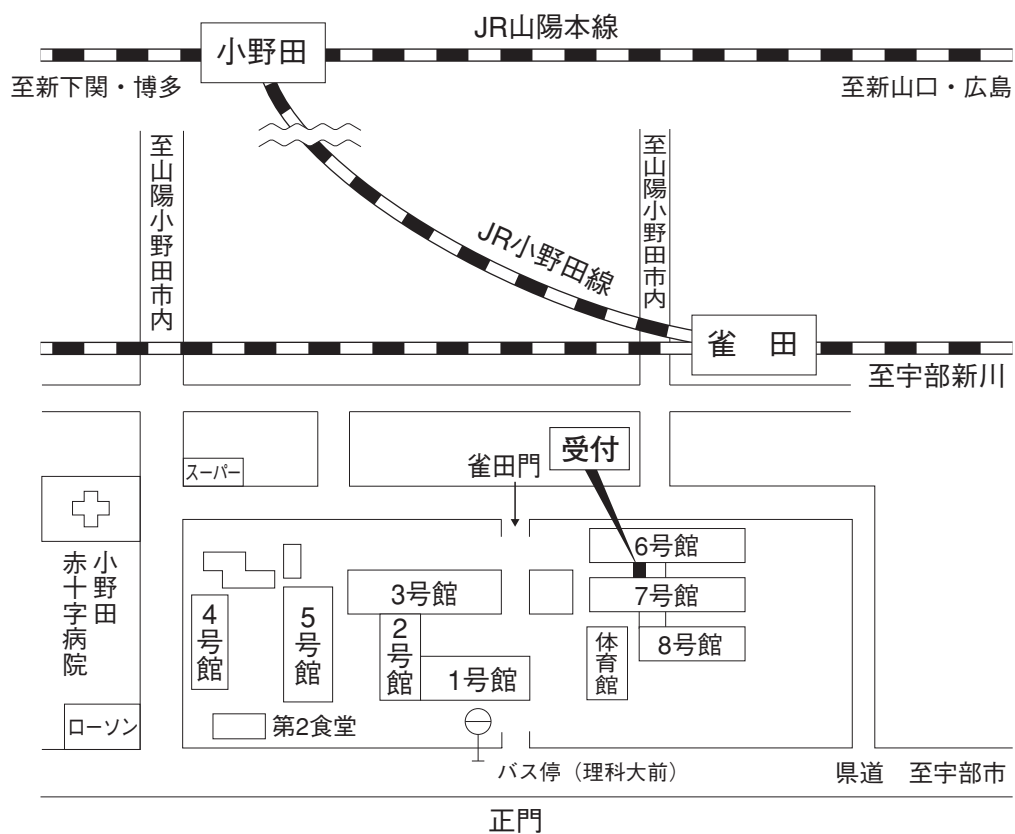 JR山陽本線
小野田
至新下関・博多
至新山口・広島
至山陽小野田市内
至山陽小野田市内
JR小野田線
雀 田
至宇部新川
受付
雀田門
スーパー
6号館
7号館
8号館
3号館
4号館
5号館
2号館
1号館
体育館
小野田
赤十字病院
ローソン
第2食堂
バス停（理科大前）
県道 至宇部市
正門